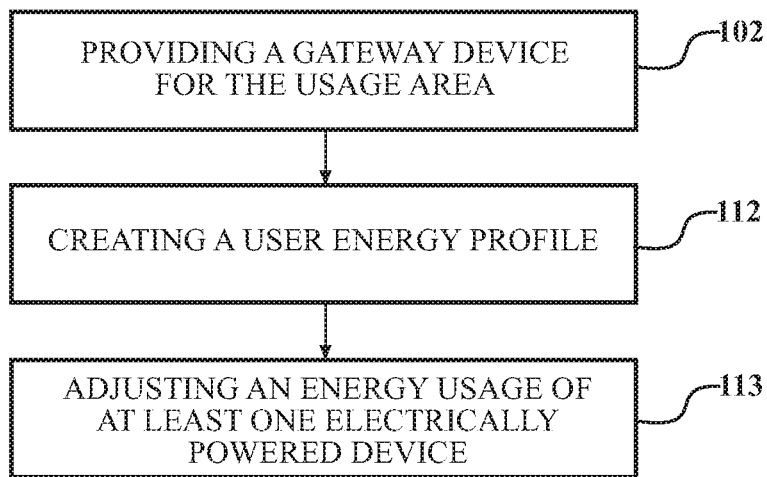 PROVIDING A GATEWAY DEVICE
FOR THE USAGE AREA
102
CREATING A USER ENERGY PROFILE
112
ADJUSTING AN ENERGY USAGE OF
AT LEAST ONE ELECTRICALLY
POWERED DEVICE
113